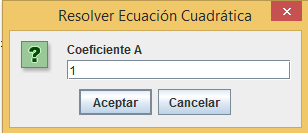 Resolver Ecuación Cuadrática
Coeficiente A
1
Aceptar
Cancelar